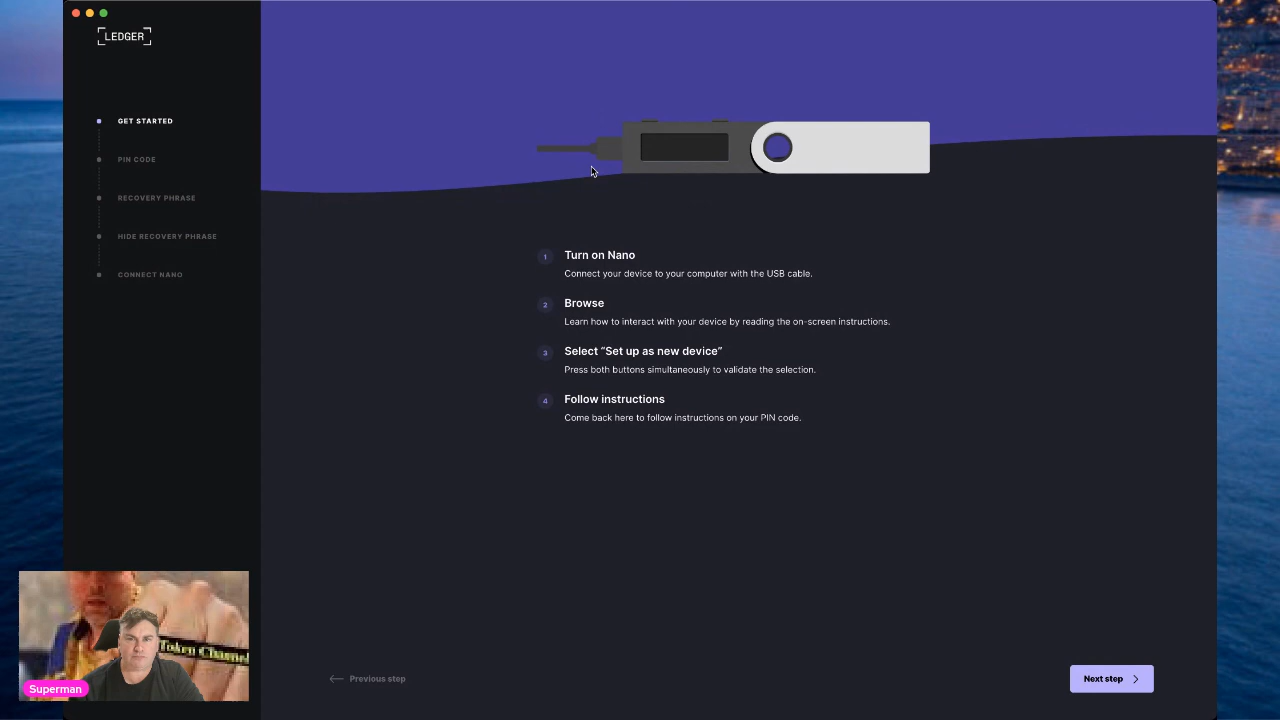 LEDGER
GET STARTED
PIN CODE
RECOVERY PHRASE
HIDE RECOVERY PHRASE
CONNECT NANO
1
Turn on Nano
Connect your device to your computer with the USB cable.
2
Browse
Learn how to interact with your device by reading the on-screen instructions.
3
Select “Set up as new device”
Press both buttons simultaneously to validate the selection.
4
Follow instructions
Come back here to follow instructions on your PIN code.
Token Channel
Superman
Previous step
Next step